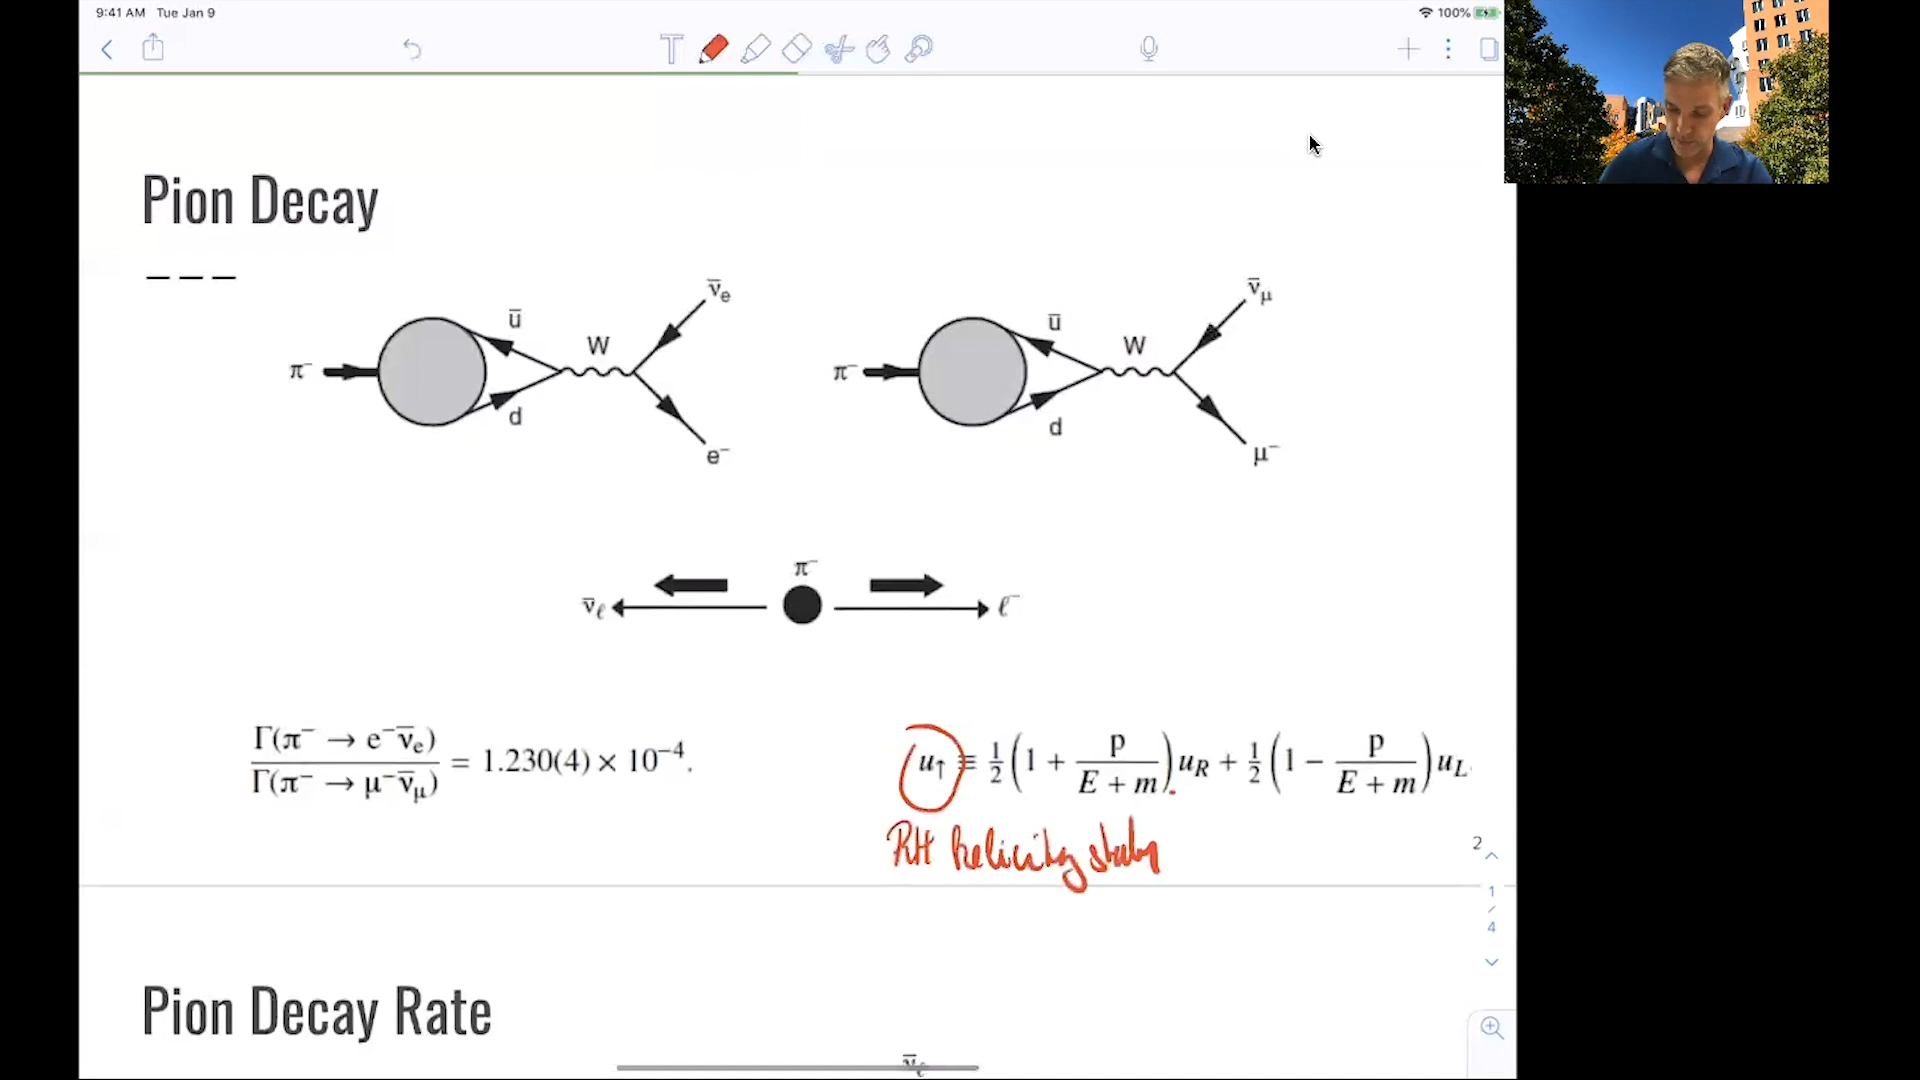 9:41 AM Tue Jan 9
100%
Pion Decay
π⁻ ū d W ν̄e e⁻
π⁻ ū d W ν̄μ μ⁻
ν̄ℓ π⁻ ℓ⁻
Γ(π⁻ → e⁻ν̄e) / Γ(π⁻ → μ⁻ν̄μ) = 1.230(4) × 10⁻⁴.
u↑ ≡ ½ (1 + p / (E + m)) uR + ½ (1 − p / (E + m)) uL
RH helicity
2
1 / 4
Pion Decay Rate
ν̄ℓ